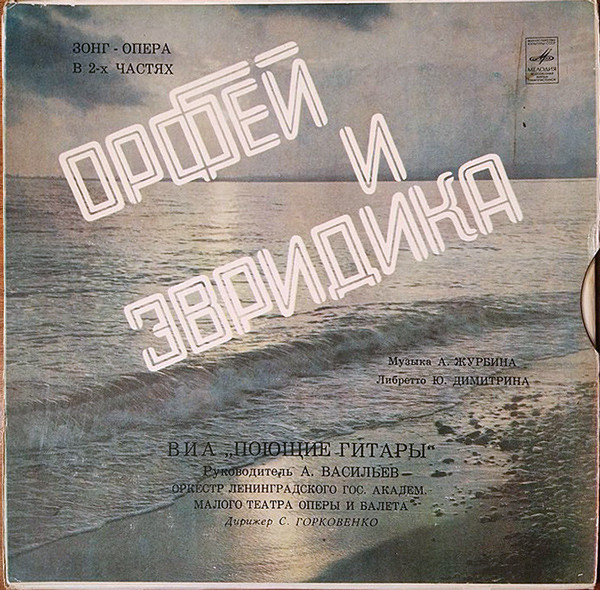 ЗОНГ - ОПЕРА
В 2-х ЧАСТЯХ
МЕЛОДИЯ
ОРФЕЙ
И
ЭВРИДИКА
Музыка А. ЖУРБИНА
Либретто Ю. ДИМИТРИНА
ВИА „ПОЮЩИЕ ГИТАРЫ“
Руководитель А. ВАСИЛЬЕВ
ОРКЕСТР ЛЕНИНГРАДСКОГО ГОС. АКАДЕМ.
МАЛОГО ТЕАТРА ОПЕРЫ И БАЛЕТА
Дирижер С. ГОРКОВЕНКО